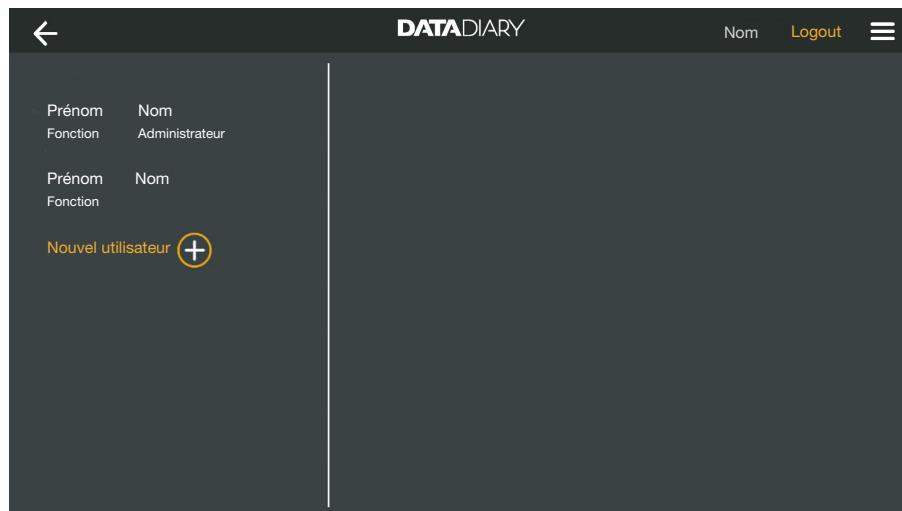 DATADIARY
Nom Logout
Prénom Nom
Fonction Administrateur
Prénom Nom
Fonction
Nouvel utilisateur